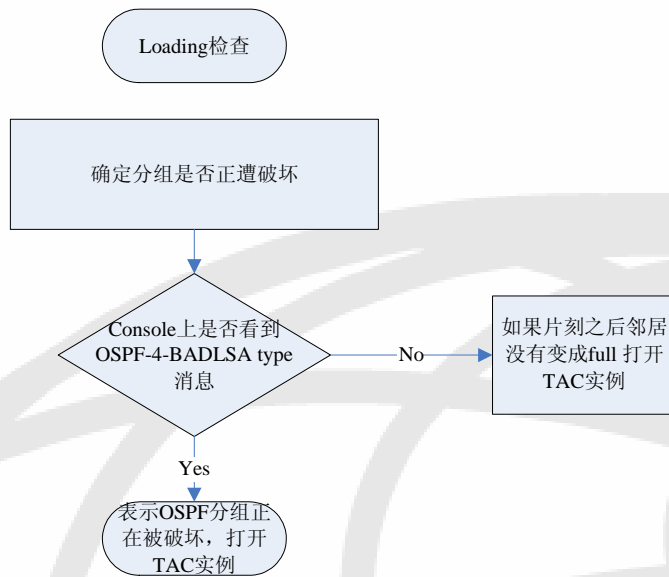 Loading检查
确定分组是否正遭破坏
Console上是否看到
OSPF-4-BADLSA type
消息
No
如果片刻之后邻居
没有变成full 打开
TAC实例
Yes
表示OSPF分组正
在被破坏，打开
TAC实例